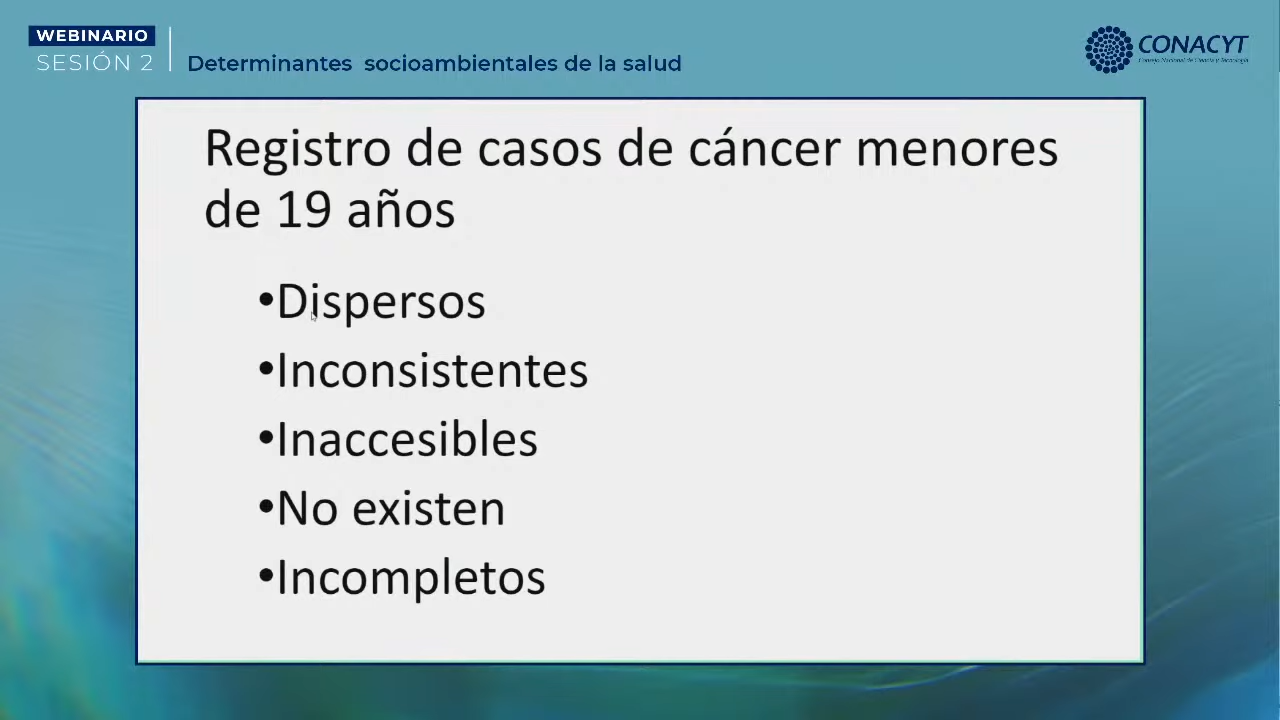 WEBINARIO
SESIÓN 2
Determinantes socioambientales de la salud
CONACYT
Consejo Nacional de Ciencia y Tecnología
Registro de casos de cáncer menores
de 19 años
•Dispersos
•Inconsistentes
•Inaccesibles
•No existen
•Incompletos